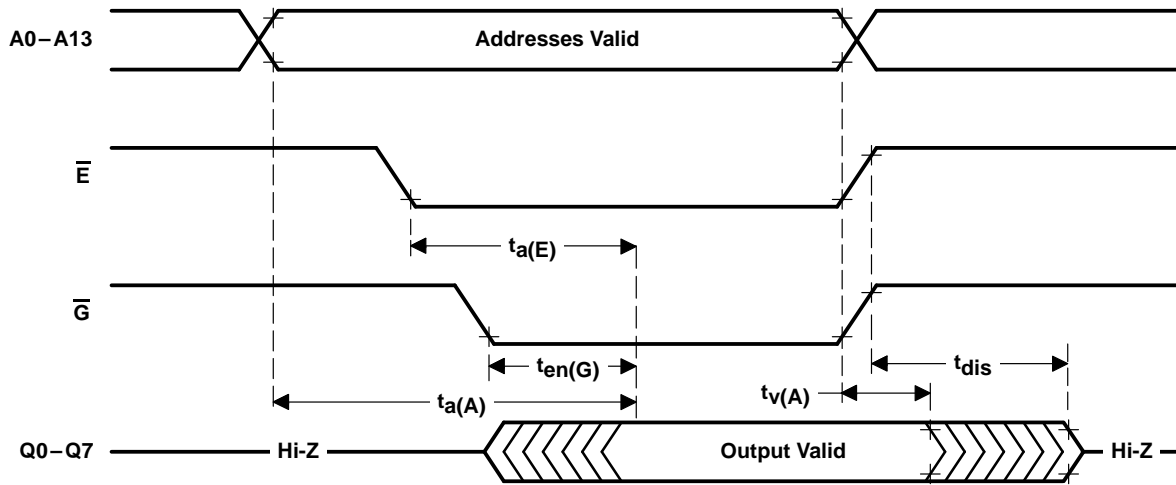 A0–A13
Addresses Valid
E̅
ta(E)
G̅
ten(G)
tdis
ta(A)
tv(A)
Q0–Q7
Hi-Z
Output Valid
Hi-Z